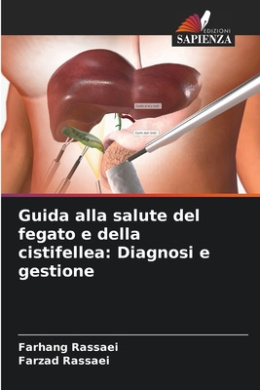 EDIZIONI
SAPIENZA
Guida alla salute del
fegato e della
cistifellea: Diagnosi e
gestione
Farhang Rassaei
Farzad Rassaei